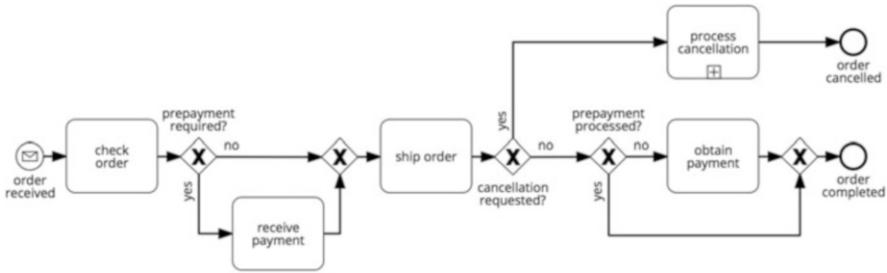 process
cancellation
order
cancelled
yes
prepayment
required?
prepayment
processed?
check
order
no
ship order
no
no
obtain
payment
order
received
cancellation
requested?
order
completed
yes
yes
receive
payment